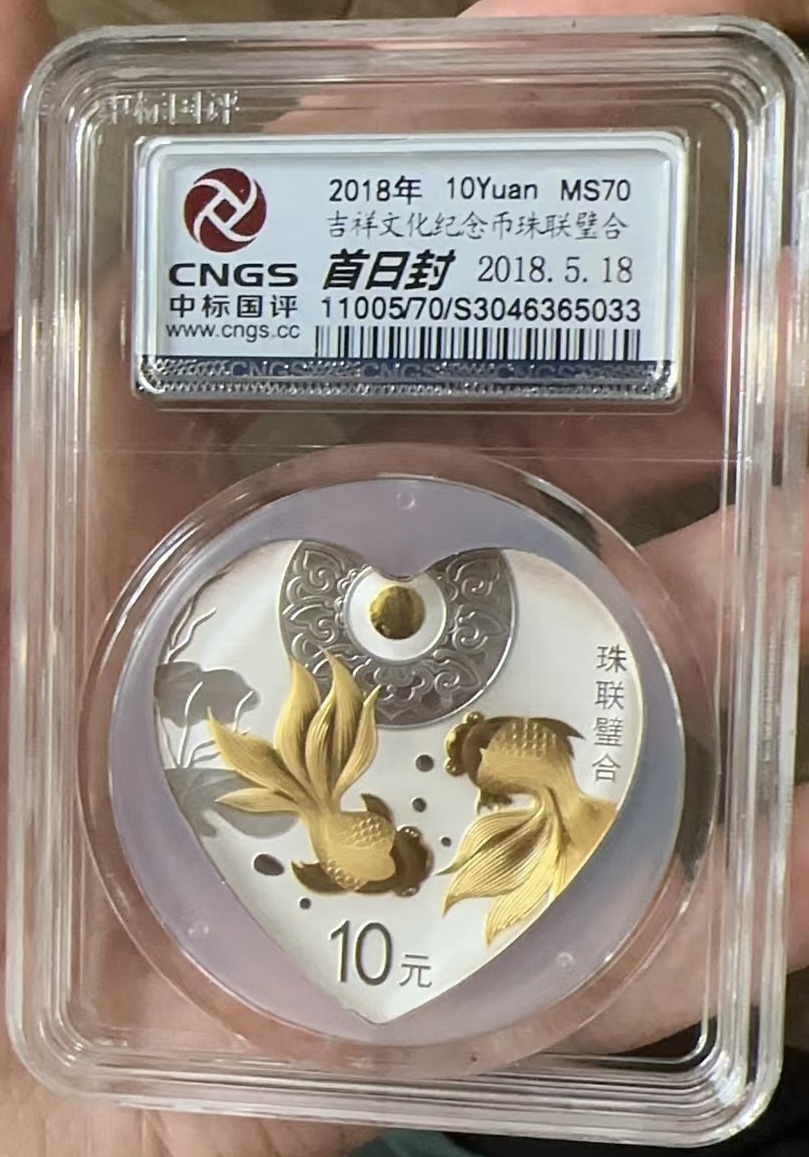 中标国评
2018年 10Yuan MS70
吉祥文化纪念币珠联璧合
CNGS 首日封 2018.5.18
中标国评 11005/70/S3046365033
www.cngs.cc
CNGS CNGS CNGS
珠联璧合
10元